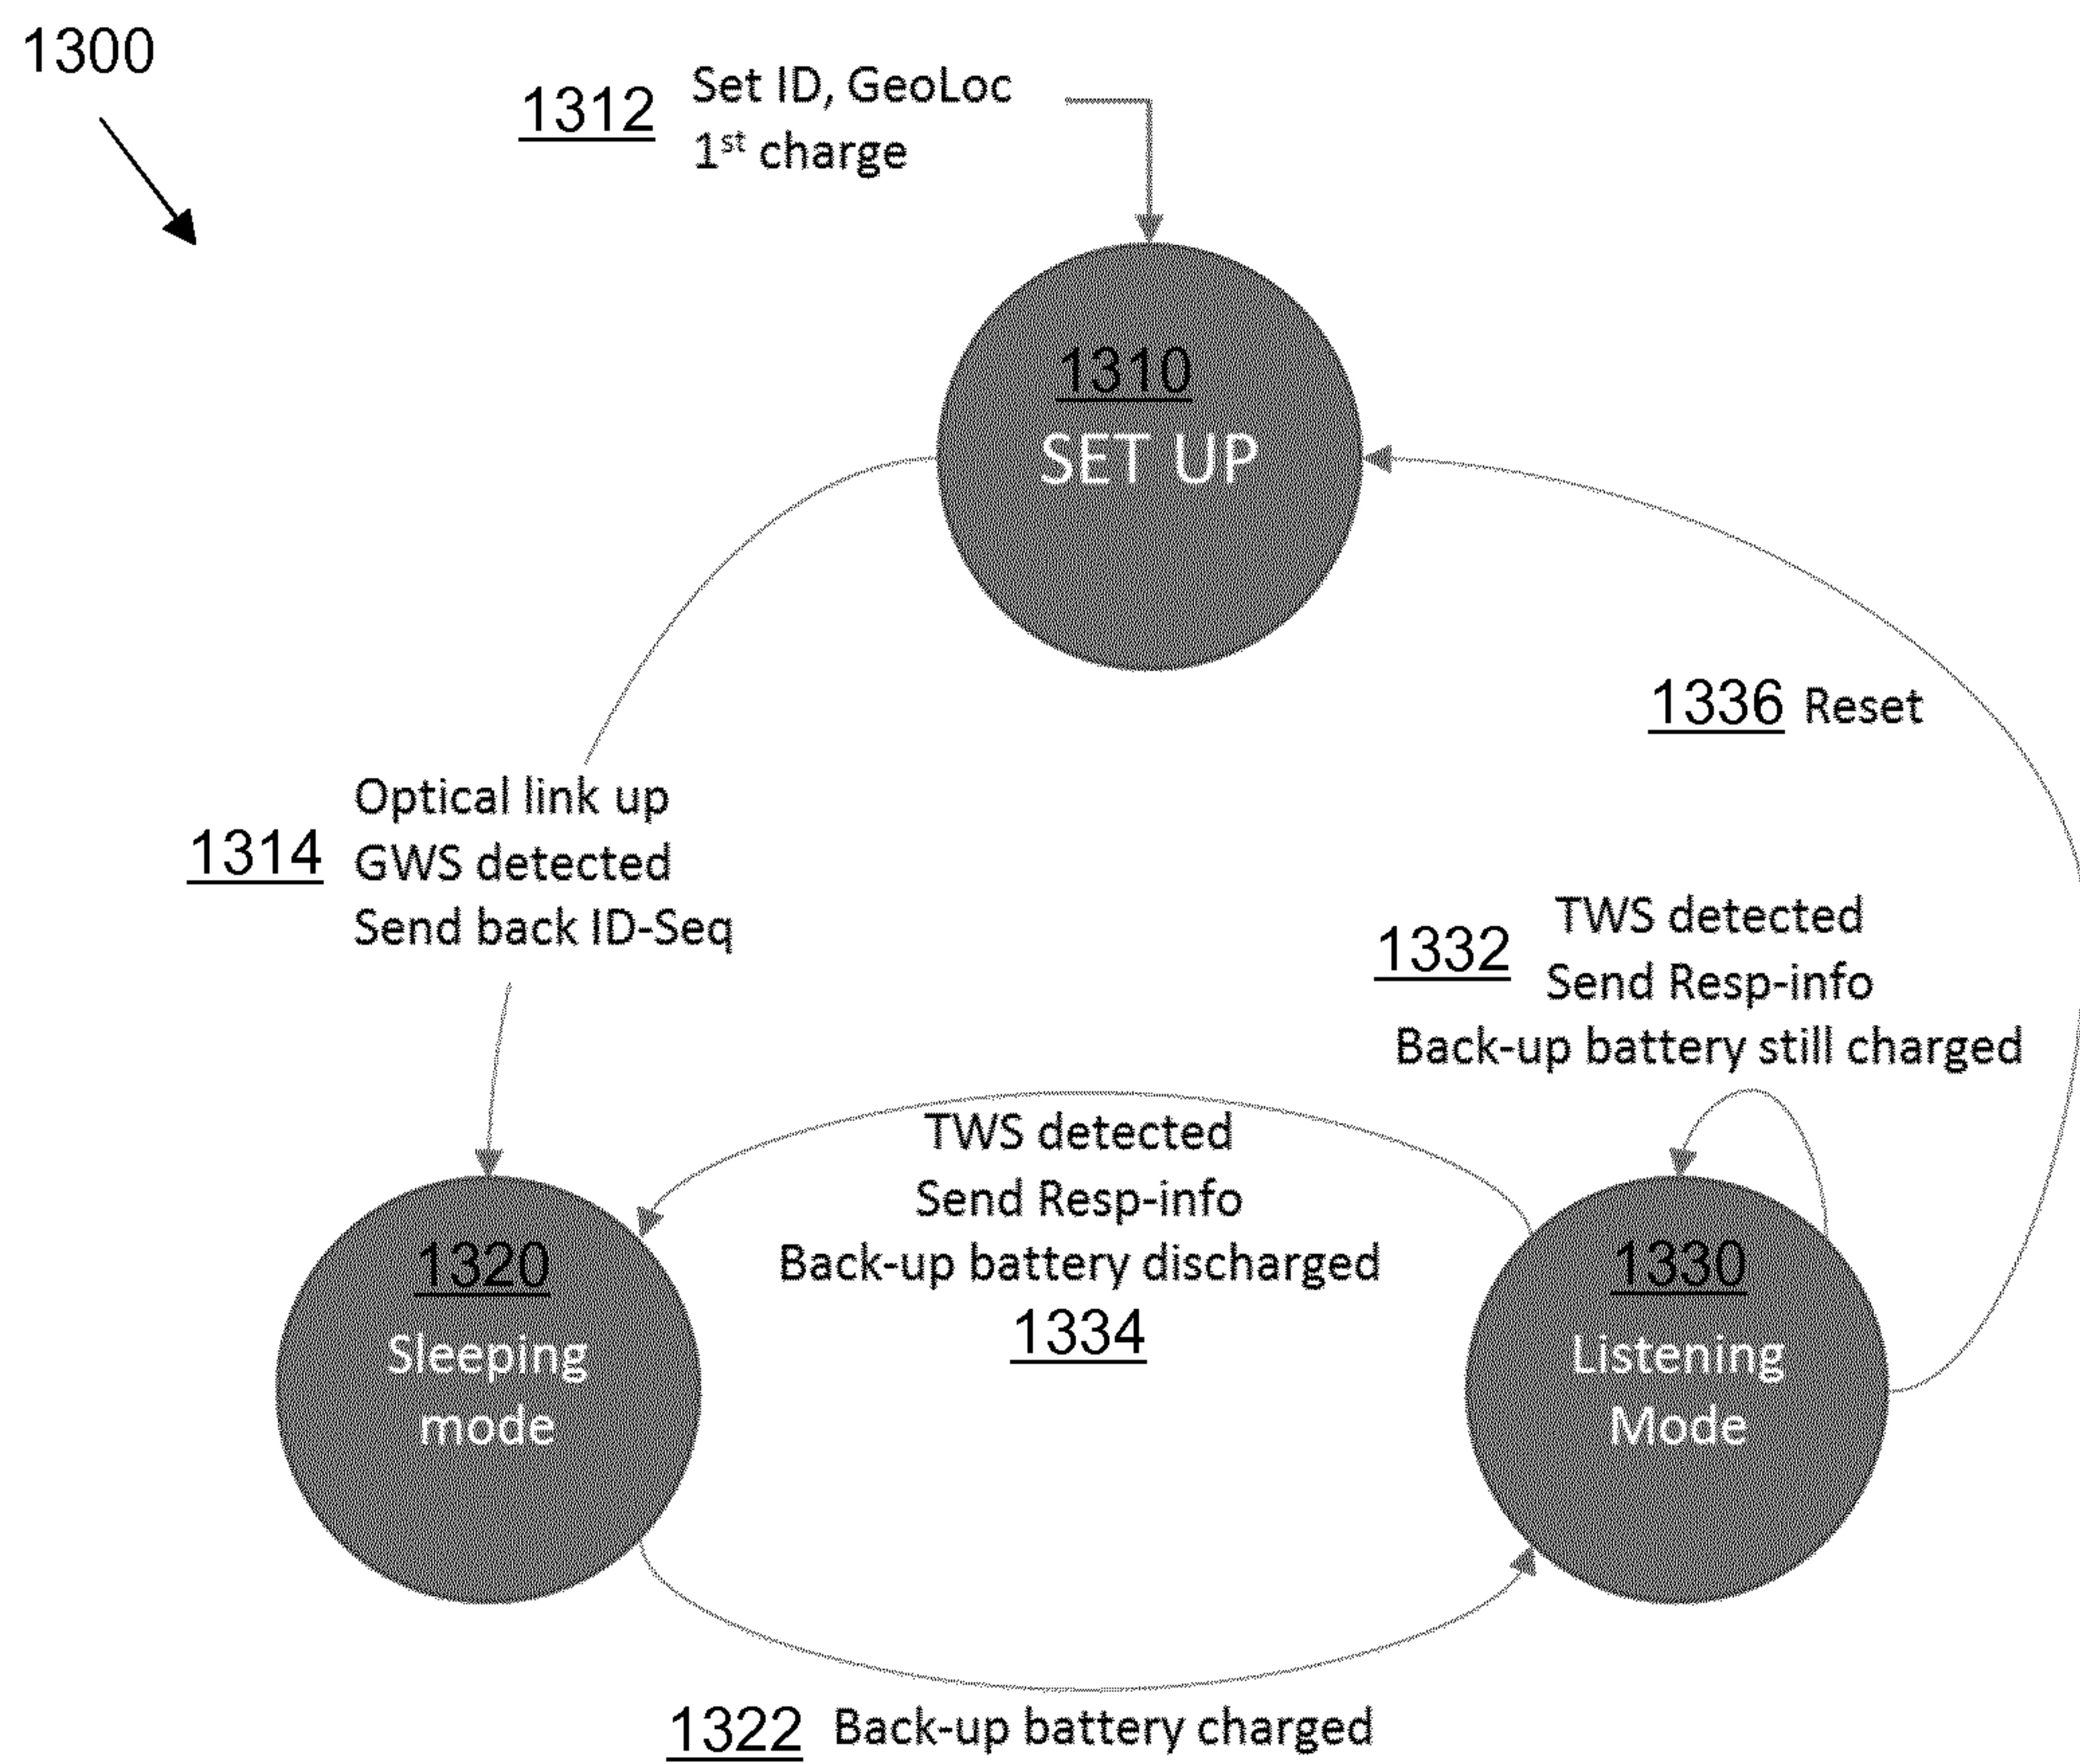 1300
1312 Set ID, GeoLoc
1st charge
1310
SET UP
1336 Reset
1314 Optical link up
GWS detected
Send back ID-Seq
1332 TWS detected
Send Resp-info
Back-up battery still charged
TWS detected
Send Resp-info
Back-up battery discharged
1334
1320
Sleeping
mode
1330
Listening
Mode
1322 Back-up battery charged